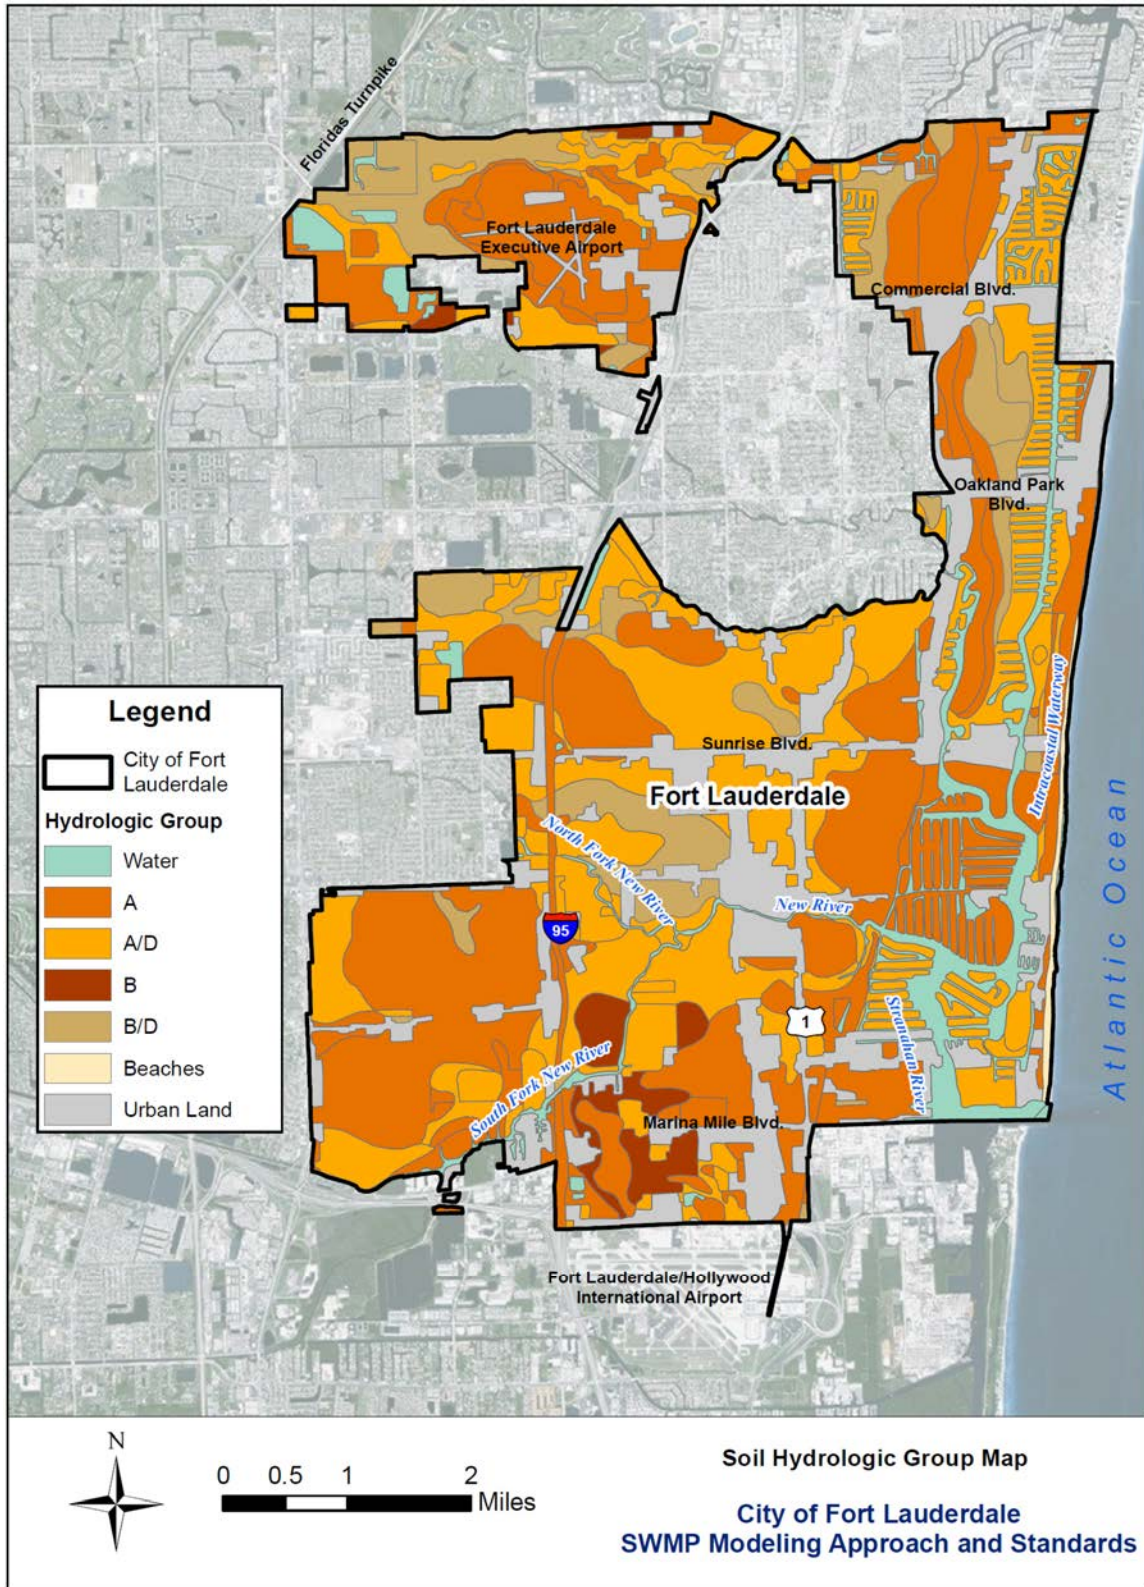 Floridas Turnpike
Fort Lauderdale
Executive Airport
Commercial Blvd.
Oakland Park
Blvd.
Intracoastal Waterway
Sunrise Blvd.
Fort Lauderdale
North Fork New River
New River
95
1
Stranahan River
South Fork New River
Marina Mile Blvd.
Atlantic Ocean
Fort Lauderdale/Hollywood
International Airport
Legend
City of Fort
Lauderdale
Hydrologic Group
Water
A
A/D
B
B/D
Beaches
Urban Land
N
0 0.5 1 2
Miles
Soil Hydrologic Group Map
City of Fort Lauderdale
SWMP Modeling Approach and Standards